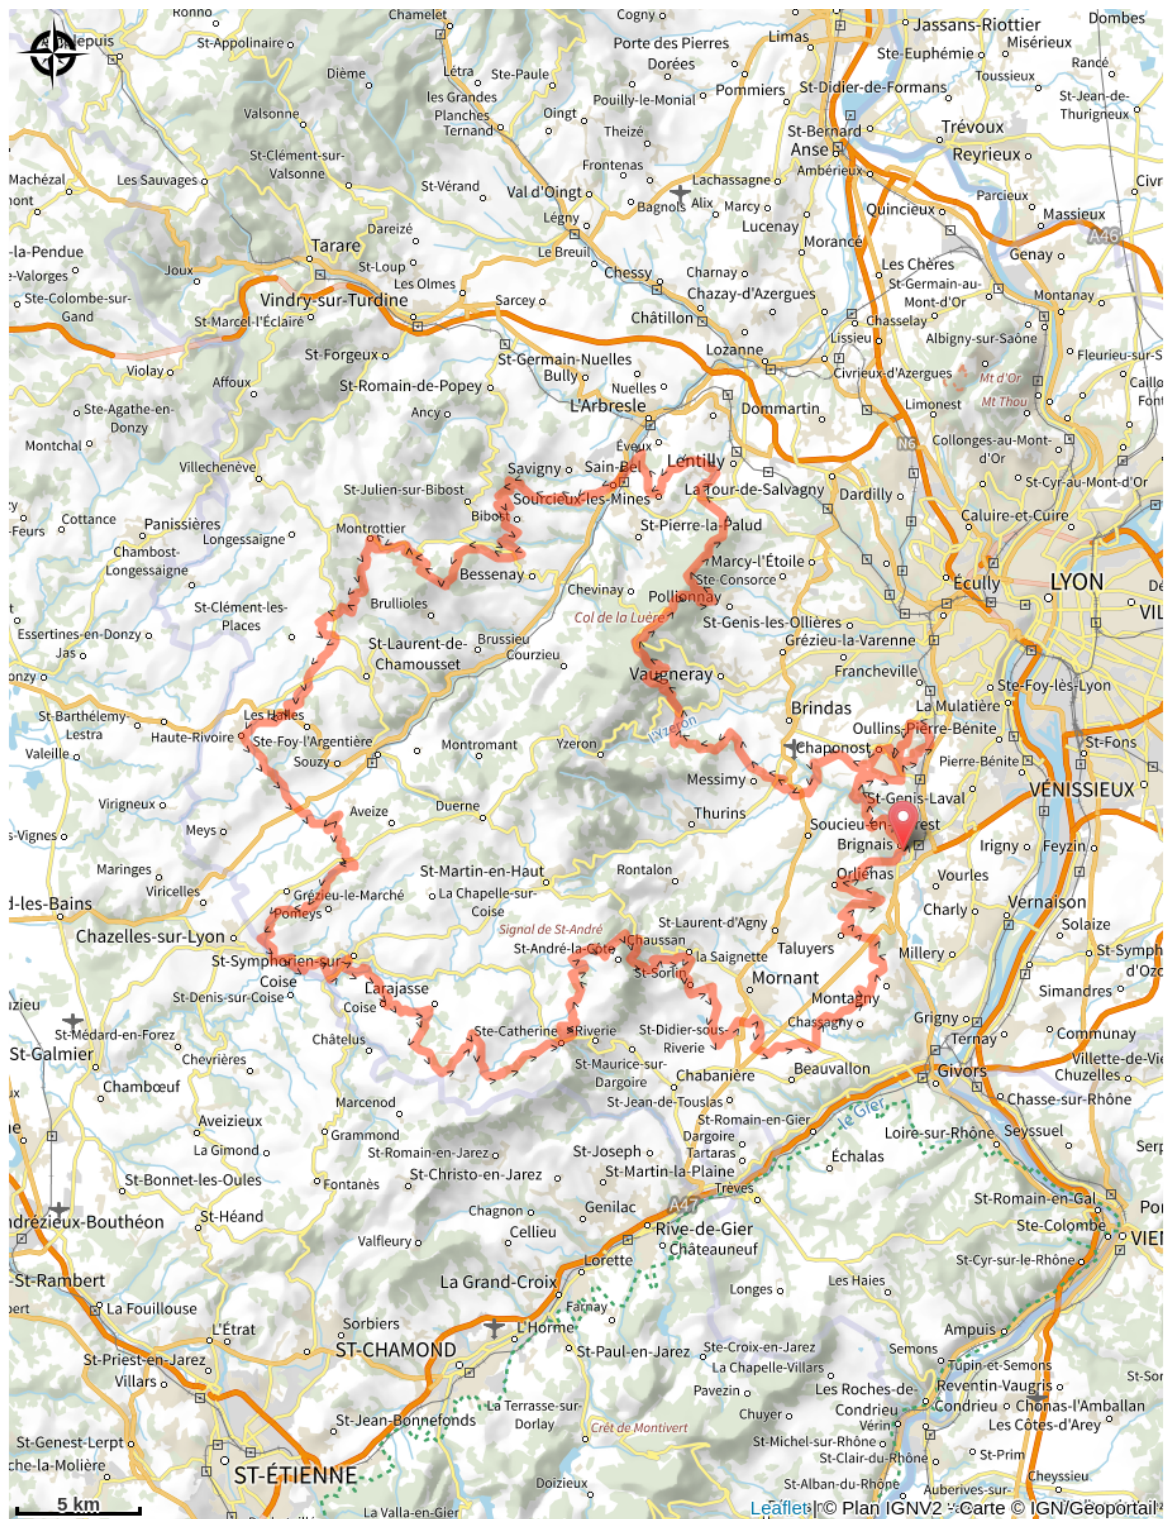 Ronno
Chamelet
Cogny
Jassans-Riottier
Dombes
St-Appolinaire
Limas
Misérieux
Porte des Pierres
Dorées
Ste-Euphémie
Rancé
Dième
Létra
Ste-Paule
Toussieux
Pommiers
St-Didier-de-Formans
St-Jean-de-
Thurigneux
les Grandes
Planches
Pouilly-le-Monial
Valsonne
Ternand
Oingt
Theizé
St-Bernard
Trévoux
Anse
Reyrieux
St-Clément-sur-
Valsonne
Frontenas
Ambérieux
Machézal
Les Sauvages
St-Vérand
Val d'Oingt
Lachassagne
Parcieux
Bagnols
Alix
Marcy
Quincieux
Massieux
Légny
Lucenay
Dareizé
A46
Tarare
Le Breuil
Morancé
Genay
-la-Pendue
St-Loup
Les Chères
e-Valorges
Joux
Chessy
Charnay
Les Olmes
St-Germain-au-
Mont-d'Or
Ste-Colombe-sur-
Gand
Vindry-sur-Turdine
Sarcey
Chazay-d'Azergues
Montanay
St-Marcel-l'Éclairé
Châtillon
Chasselay
Lissieu
Albigny-sur-Saône
St-Forgeux
St-Germain-Nuelles
Lozanne
Fleurieu-sur-S
Violay
Bully
Civrieux-d'Azergues
Mt d'Or
Affoux
St-Romain-de-Popey
Nuelles
Mt Thou
L'Arbresle
Dommartin
Limonest
Ste-Agathe-en-
Donzy
Ancy
N6
Collonges-au-Mont-
d'Or
Montchal
Éveux
Villechenève
Savigny
Sain-Bel
Lentilly
St-Cyr-au-Mont-d'Or
St-Julien-sur-Bibost
Sourcieux-les-Mines
La Tour-de-Salvagny
Dardilly
-Feurs
Cottance
Panissières
Bibost
St-Pierre-la-Palud
Caluire-et-Cuire
Montrottier
Longessaigne
Chambost-
Longessaigne
Marcy-l'Étoile
Bessenay
Ste-Consorce
Écully
LYON
Chevinay
Pollionnay
St-Clément-les-
Places
Brullioles
Col de la Luère
St-Genis-les-Ollières
Essertines-en-Donzy
Brussieu
Grézieu-la-Varenne
St-Laurent-de-
Chamousset
Jas
Courzieu
Francheville
Vaugneray
Ste-Foy-lès-Lyon
St-Barthélemy-
Lestra
Les Halles
Brindas
La Mulatière
Haute-Rivoire
Ste-Foy-l'Argentière
Montromant
Yzeron
L'Yzeron
Oullins-Pierre-Bénite
Valeille
Souzy
Chaponost
St-Fons
Pierre-Bénite
Messimy
Virigneux
Duerne
St-Genis-Laval
VÉNISSIEUX
Aveize
Thurins
Meys
Brignais
Irigny
Feyzin
Maringes
St-Martin-en-Haut
Rontalon
Orliénas
Vourles
Viricelles
Grézieu-le-Marché
La Chapelle-sur-
Coise
Charly
Vernaison
Pomeys
Signal de St-André
St-Laurent-d'Agny
Solaize
Chazelles-sur-Lyon
St-André-la-Côte
Chaussan
Taluyers
Millery
St-Symph
d'Ozo
St-Symphorien-sur-
Coise
la Saignette
St-Sorlin
Mornant
St-Denis-sur-Coise
Larajasse
Simandres
Coise
Montagny
Grigny
Communay
St-Médard-en-Forez
Châtelus
Ste-Catherine
Riverie
St-Didier-sous-
Riverie
Chassagny
Ternay
St-Galmier
Chevrières
St-Maurice-sur-
Dargoire
Chabanière
Beauvallon
Givors
Chambœuf
Chuzelles
Marcenod
St-Jean-de-Touslas
Chasse-sur-Rhône
Aveizieux
Grammond
St-Romain-en-Gier
le Gier
La Gimond
Dargoire
Loire-sur-Rhône
Seyssuel
St-Romain-en-Jarez
St-Joseph
Tartaras
Échalas
St-Bonnet-les-Oules
Fontanès
St-Christo-en-Jarez
St-Martin-la-Plaine
Trèves
St-Romain-en-Gal
A47
St-Héand
Chagnon
Genilac
ndrézieux-Bouthéon
Cellieu
Rive-de-Gier
Ste-Colombe
VIEN
Valfleury
Châteauneuf
Lorette
St-Cyr-sur-le-Rhône
-St-Rambert
La Grand-Croix
Longes
Les Haies
La Fouillouse
Farnay
Ampuis
L'Étrat
Sorbiers
L'Horme
ST-CHAMOND
St-Paul-en-Jarez
Ste-Croix-en-Jarez
Semons
St-Priest-en-Jarez
Villars
La Chapelle-Villars
Tupin-et-Semons
Pavezin
Reventin-Vaugris
Les Roches-de-
Condrieu
Condrieu
Chonas-l'Amballan
St-Jean-Bonnefonds
La Terrasse-sur-
Dorlay
Chuyer
Vérin
Les Côtes-d'Arey
Crêt de Montivert
St-Genest-Lerpt
St-Michel-sur-Rhône
St-Prim
St-Clair-du-Rhône
ST-ÉTIENNE
Doizieux
Cheyssieu
St-Alban-du-Rhône
Auberives-sur-
5 km
La Valla-en-Gier
Leaflet | © Plan IGNV2 - Carte © IGN/Geoportail